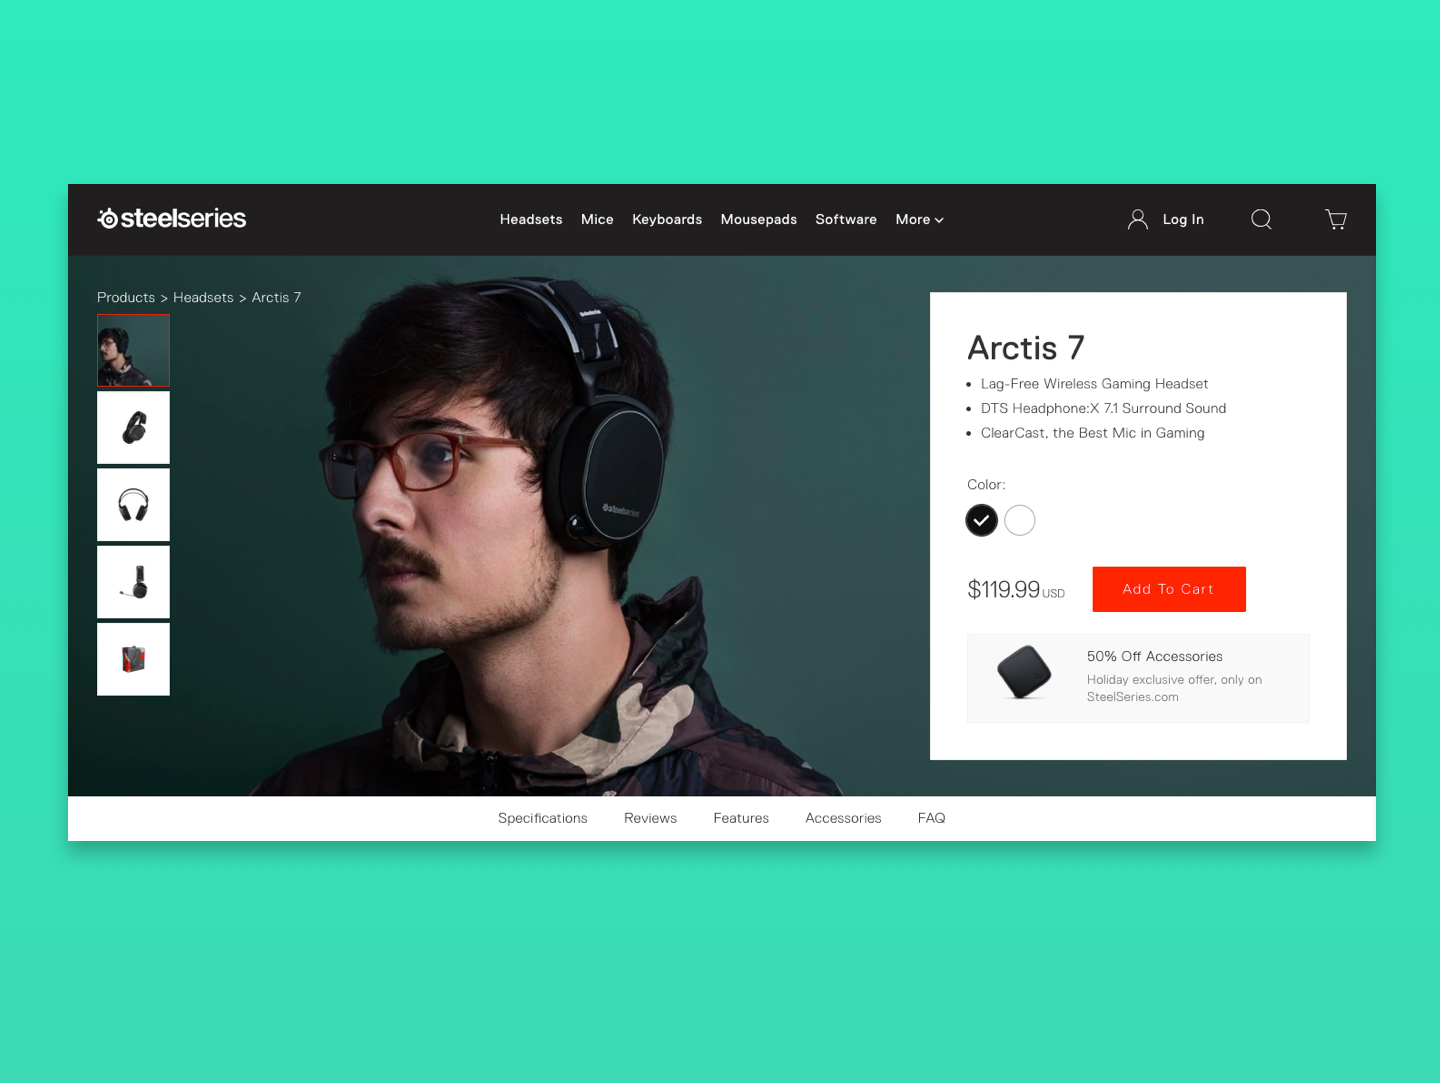 steelseries
Headsets Mice Keyboards Mousepads Software More
Log In
Products > Headsets > Arctis 7
steelseries
Arctis 7
Lag-Free Wireless Gaming Headset
DTS Headphone:X 7.1 Surround Sound
ClearCast, the Best Mic in Gaming
Color:
$119.99 USD
Add To Cart
50% Off Accessories
Holiday exclusive offer, only on
SteelSeries.com
Specifications Reviews Features Accessories FAQ